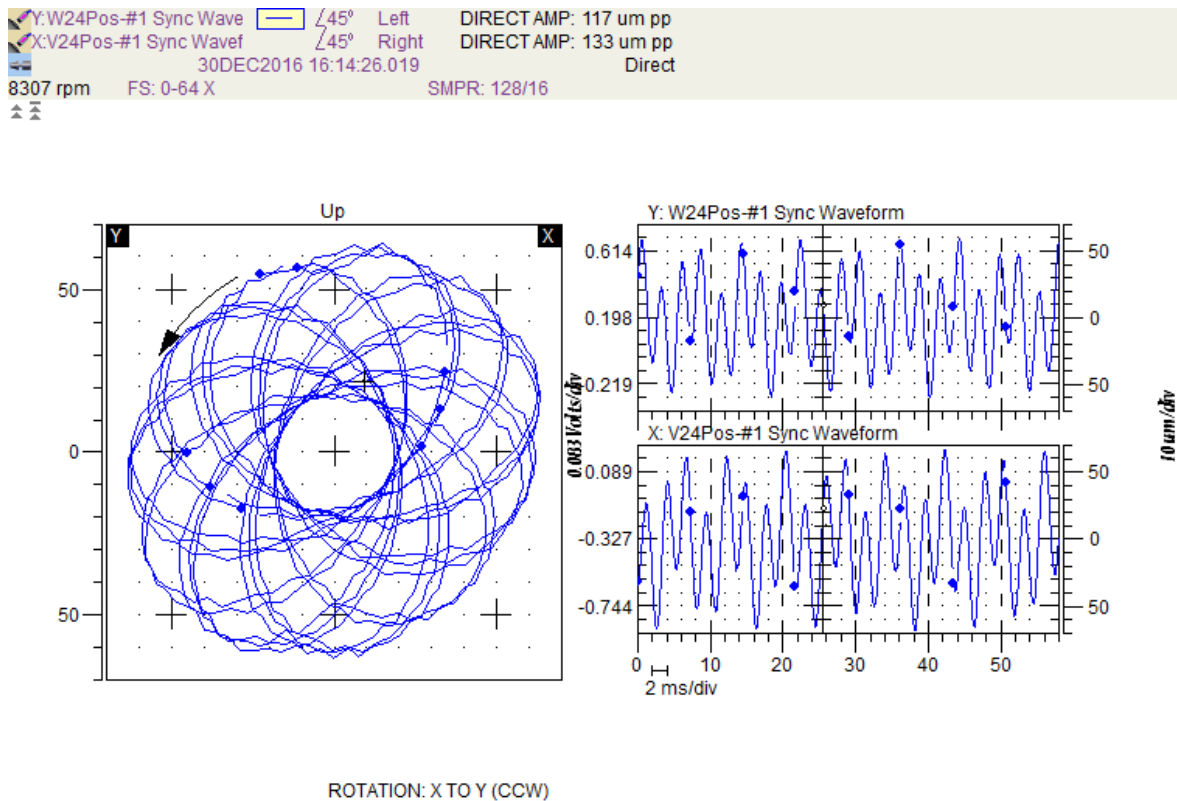 Y:W24Pos-#1 Sync Wave ∠45° Left DIRECT AMP: 117 um pp
X:V24Pos-#1 Sync Wavef ∠45° Right DIRECT AMP: 133 um pp
30DEC2016 16:14:26.019 Direct
8307 rpm FS: 0-64 X SMPR: 128/16
Up
Y X
50
0
50
Y: W24Pos-#1 Sync Waveform
0.614 50
0.198 0
-0.219 50
0.083 Volts/div
10 um/div
X: V24Pos-#1 Sync Waveform
-0.089 50
-0.327 0
-0.744 50
0 10 20 30 40 50
2 ms/div
ROTATION: X TO Y (CCW)